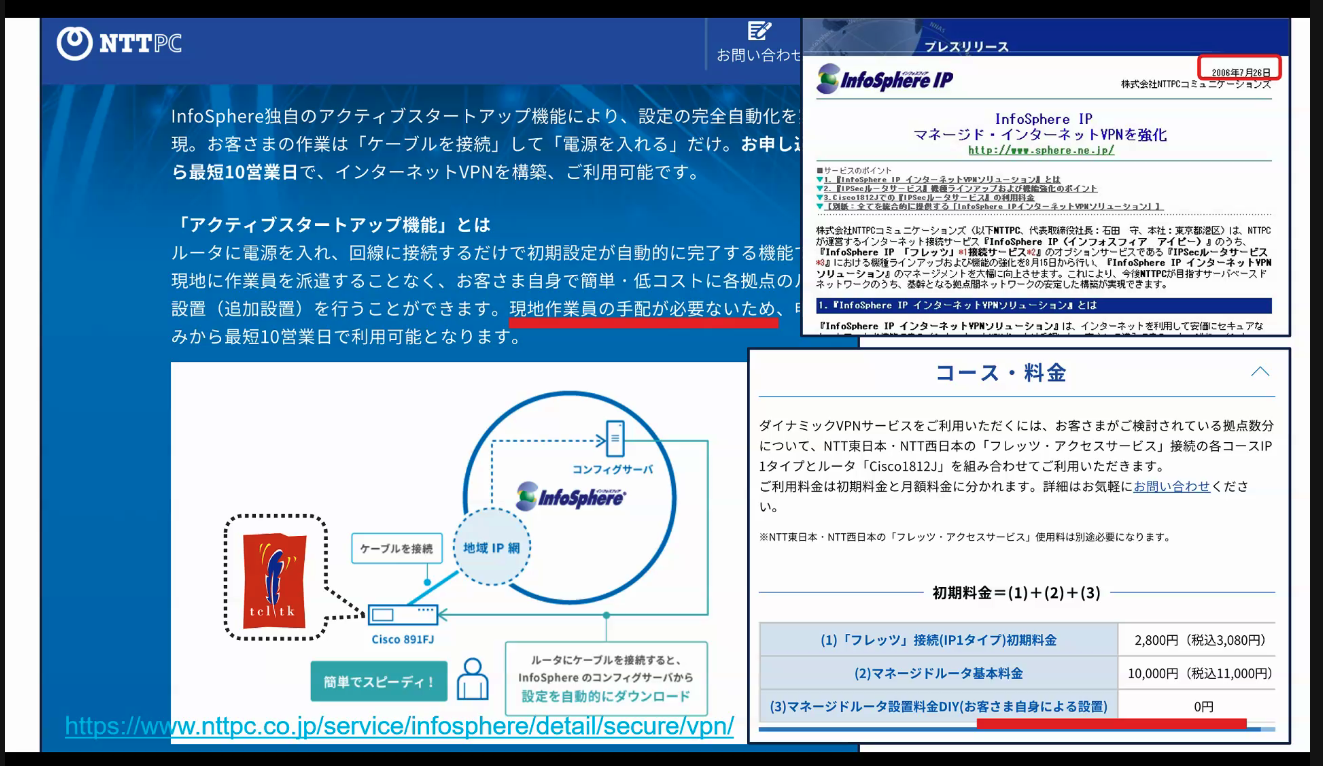 NTTPC
お問い合わせ
InfoSphere独自のアクティブスタートアップ機能により、設定の完全自動化を
現。お客さまの作業は「ケーブルを接続」して「電源を入れる」だけ。お申し
ら最短10営業日で、インターネットVPNを構築、ご利用可能です。
「アクティブスタートアップ機能」とは
ルータに電源を入れ、回線に接続するだけで初期設定が自動的に完了する機能
現地に作業員を派遣することなく、お客さま自身で簡単・低コストに各拠点の
設置（追加設置）を行うことができます。現地作業員の手配が必要ないため、
みから最短10営業日で利用可能となります。
コンフィグサーバ
InfoSphere
ケーブルを接続
地域 IP 網
tcl|tk
Cisco 891FJ
簡単でスピーディ！
ルータにケーブルを接続すると、
InfoSphere のコンフィグサーバから
設定を自動的にダウンロード
https://www.nttpc.co.jp/service/infosphere/detail/secure/vpn/
プレスリリース
InfoSphere IP
2006年7月26日
株式会社NTTPCコミュニケーションズ
InfoSphere IP
マネージド・インターネットVPNを強化
http://www.sphere.ne.jp/
■サービスのポイント
▼1.『InfoSphere IP インターネットVPNソリューション』とは
▼2.『IPSecルータサービス』機種ラインアップおよび機能強化のポイント
▼3.Cisco1812Jでの『IPSecルータサービス』の利用料金
▼【別紙：全てを統合的に提供する『InfoSphere IPインターネットVPNソリューション』】
株式会社NTTPCコミュニケーションズ（以下NTTPC、代表取締役社長：石田　守、本社：東京都港区）は、NTTPC
が運営するインターネット接続サービス『InfoSphere IP（インフォスフィア　アイピー）』のうち、
『InfoSphere IP 「フレッツ」*1接続サービス*2』のオプションサービスである『IPSecルータサービス
*3』における機種ラインアップおよび機能の強化を8月15日から行い、『InfoSphere IP インターネットVPN
ソリューション』のマネージメントを大幅に向上させます。これにより、今後NTTPCが目指すサーバベースド
ネットワークのうち、基幹となる拠点間ネットワークの安定した構築が実現できます。
1.『InfoSphere IP インターネットVPNソリューション』とは
『InfoSphere IP インターネットVPNソリューション』は、インターネットを利用して安価にセキュアな
コース・料金
ダイナミックVPNサービスをご利用いただくには、お客さまがご検討されている拠点数分
について、NTT東日本・NTT西日本の「フレッツ・アクセスサービス」接続の各コースIP
1タイプとルータ「Cisco1812J」を組み合わせてご利用いただきます。
ご利用料金は初期料金と月額料金に分かれます。詳細はお気軽にお問い合わせくださ
い。
※NTT東日本・NTT西日本の「フレッツ・アクセスサービス」使用料は別途必要になります。
初期料金＝(1)＋(2)＋(3)
(1)「フレッツ」接続(IP1タイプ)初期料金 2,800円（税込3,080円）
(2)マネージドルータ基本料金 10,000円（税込11,000円）
(3)マネージドルータ設置料金DIY(お客さま自身による設置) 0円